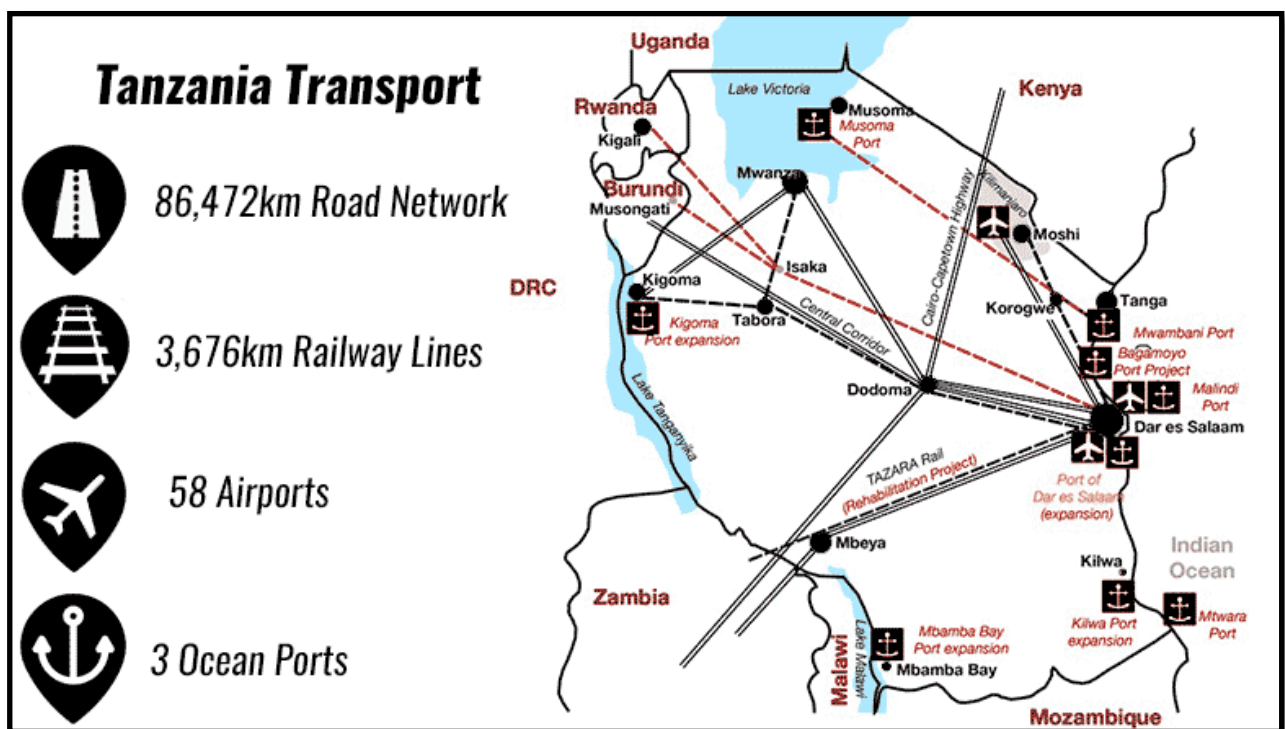 Tanzania Transport
86,472km Road Network
3,676km Railway Lines
58 Airports
3 Ocean Ports
Uganda
Lake Victoria
Kenya
Rwanda
Kigali
Musoma
Musoma
Port
Mwanza
Burundi
Musongati
Kilimanjaro
Moshi
Cairo-Capetown Highway
DRC
Kigoma
Isaka
Kigoma
Port expansion
Tabora
Central Corridor
Korogwe
Tanga
Mwambani Port
Bagamoyo
Port Project
Lake Tanganyika
Dodoma
Malindi
Port
Dar es Salaam
TAZARA Rail
(Rehabilitation Project)
Port of
Dar es Salaam
(expansion)
Mbeya
Indian
Ocean
Kilwa
Zambia
Kilwa Port
expansion
Mtwara
Port
Malawi
Lake Malawi
Mbamba Bay
Port expansion
Mbamba Bay
Mozambique